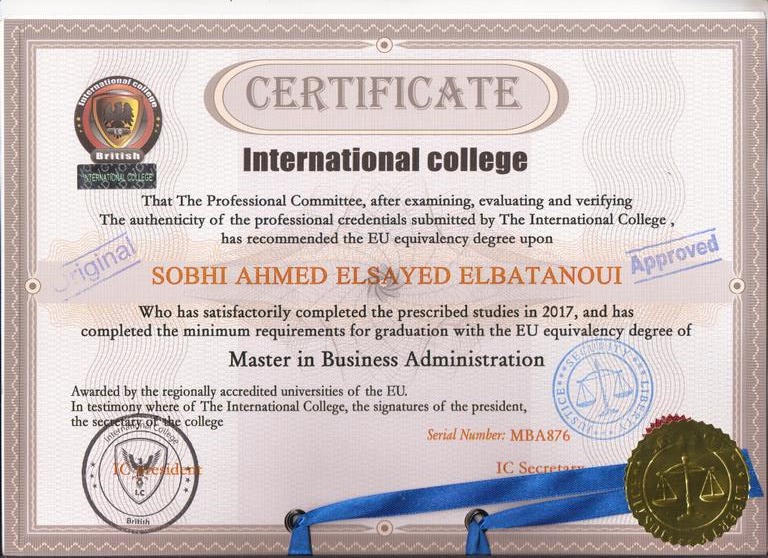 International college
British
INTERNATIONAL COLLEGE
CERTIFICATE
International college
That The Professional Committee, after examining, evaluating and verifying
The authenticity of the professional credentials submitted by The International College ,
has recommended the EU equivalency degree upon
Original
Approved
SOBHI AHMED ELSAYED ELBATANOUI
Who has satisfactorily completed the prescribed studies in 2017, and has
completed the minimum requirements for graduation with the EU equivalency degree of
Master in Business Administration
Awarded by the regionally accredited universities of the EU.
In testimony where of The International College, the signatures of the president,
the secretary of the college
SECURITY LIBERTY JUSTICE
Serial Number: MBA876
International College
I.C
British
IC President
IC Secretary